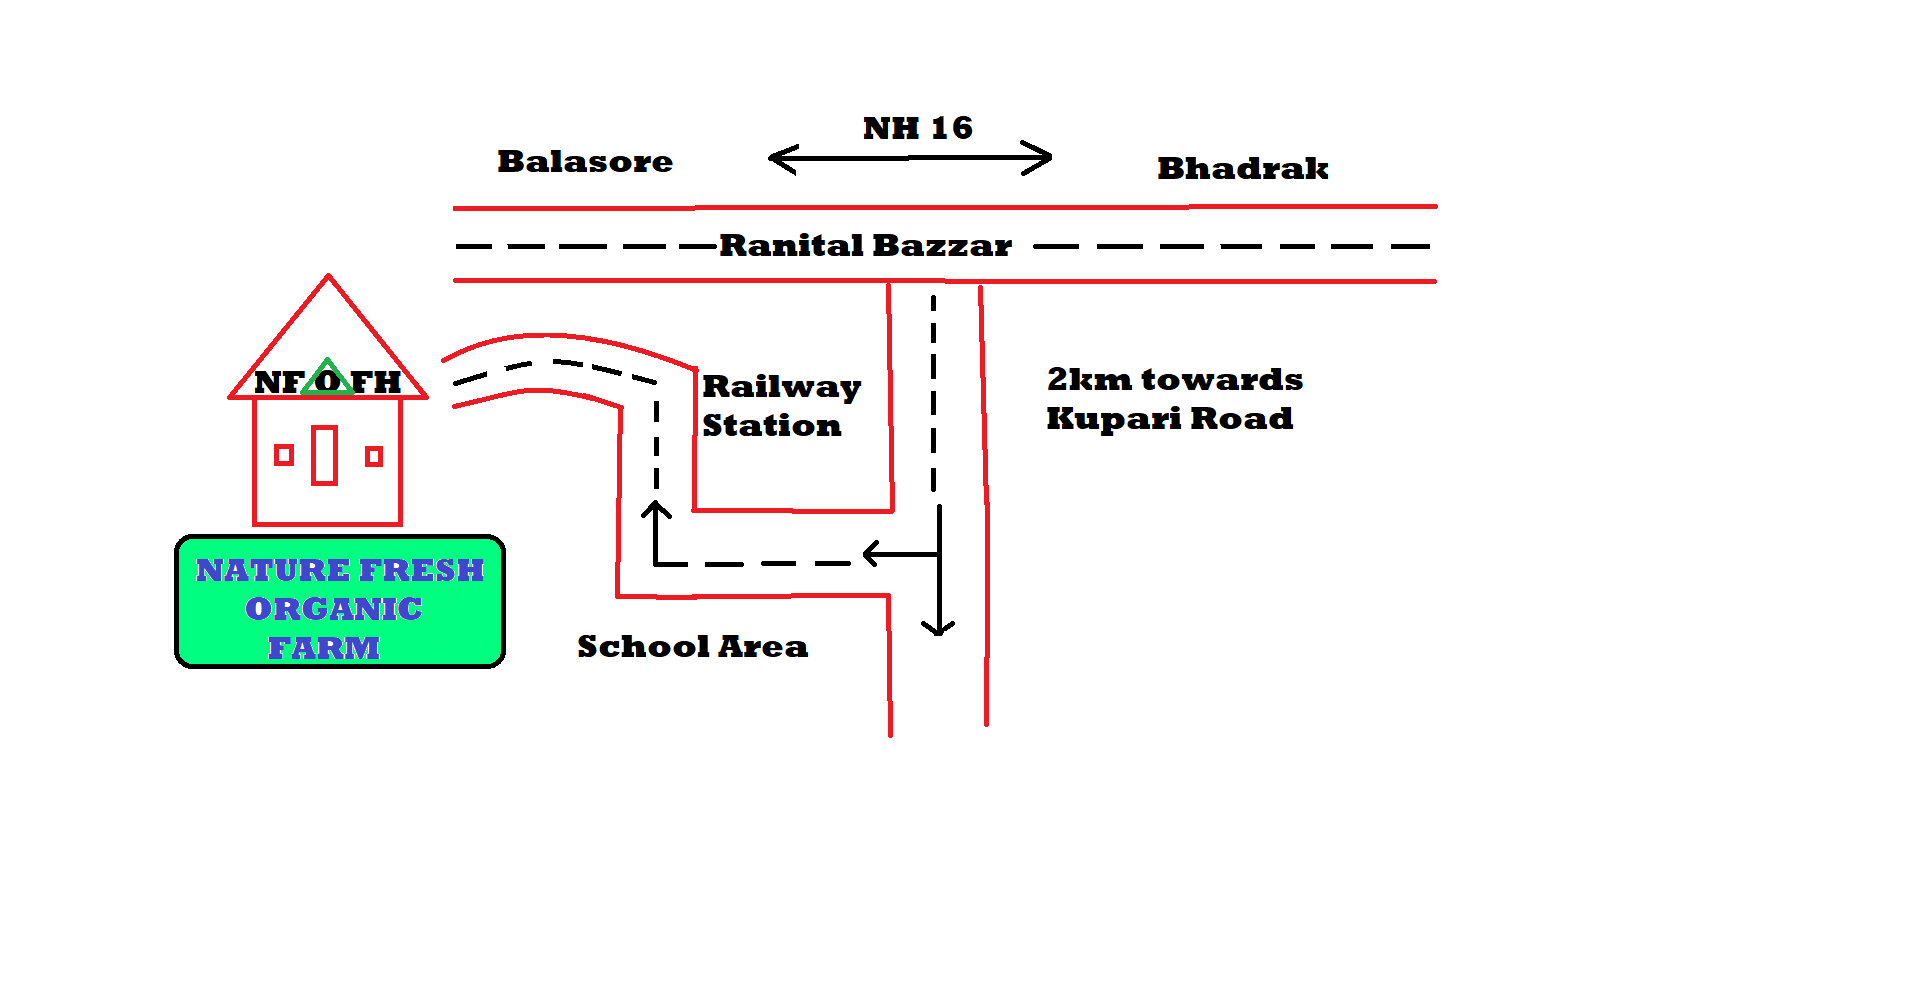 NH 16
Balasore
Bhadrak
Ranital Bazzar
NF O FH
Railway
Station
2km towards
Kupari Road
NATURE FRESH
ORGANIC
FARM
School Area